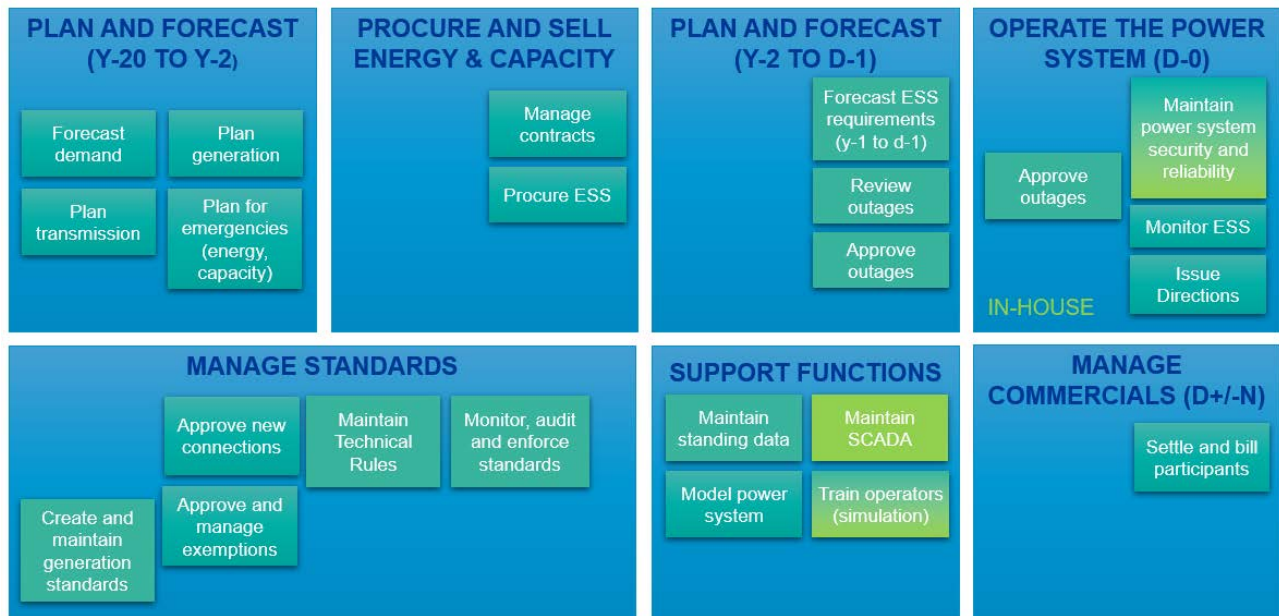 PLAN AND FORECAST
(Y-20 TO Y-2)
Forecast
demand
Plan
generation
Plan
transmission
Plan for
emergencies
(energy,
capacity)
PROCURE AND SELL
ENERGY & CAPACITY
Manage
contracts
Procure ESS
PLAN AND FORECAST
(Y-2 TO D-1)
Forecast ESS
requirements
(y-1 to d-1)
Review
outages
Approve
outages
OPERATE THE POWER
SYSTEM (D-0)
Approve
outages
Maintain
power system
security and
reliability
Monitor ESS
Issue
Directions
IN-HOUSE
MANAGE STANDARDS
Create and
maintain
generation
standards
Approve new
connections
Approve and
manage
exemptions
Maintain
Technical
Rules
Monitor, audit
and enforce
standards
SUPPORT FUNCTIONS
Maintain
standing data
Maintain
SCADA
Model power
system
Train operators
(simulation)
MANAGE
COMMERCIALS (D+/-N)
Settle and bill
participants